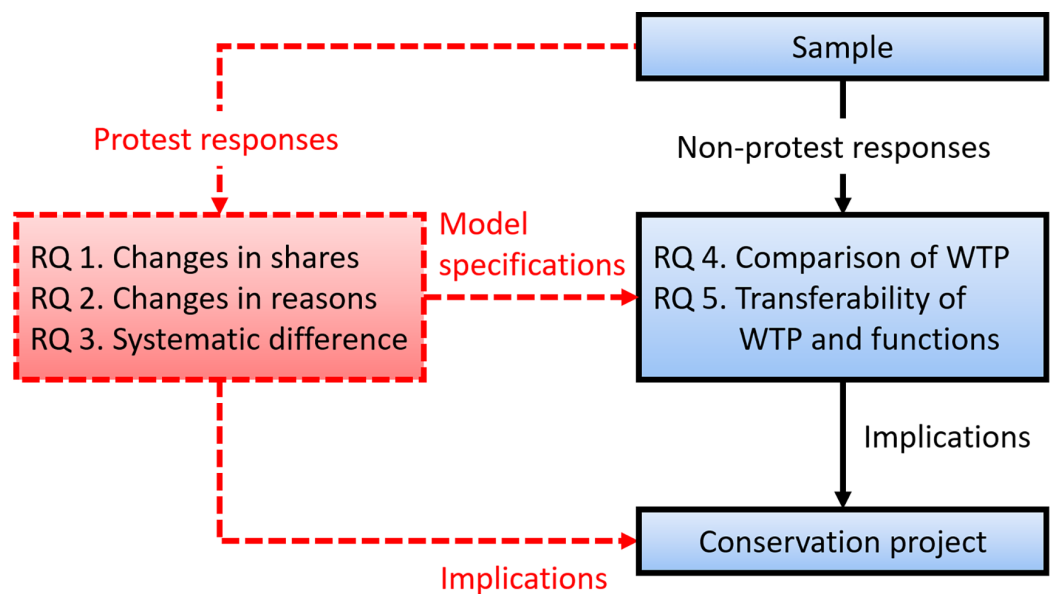 Sample
Protest responses
Non-protest responses
RQ 1. Changes in shares
RQ 2. Changes in reasons
RQ 3. Systematic difference
Model
specifications
RQ 4. Comparison of WTP
RQ 5. Transferability of
WTP and functions
Implications
Conservation project
Implications